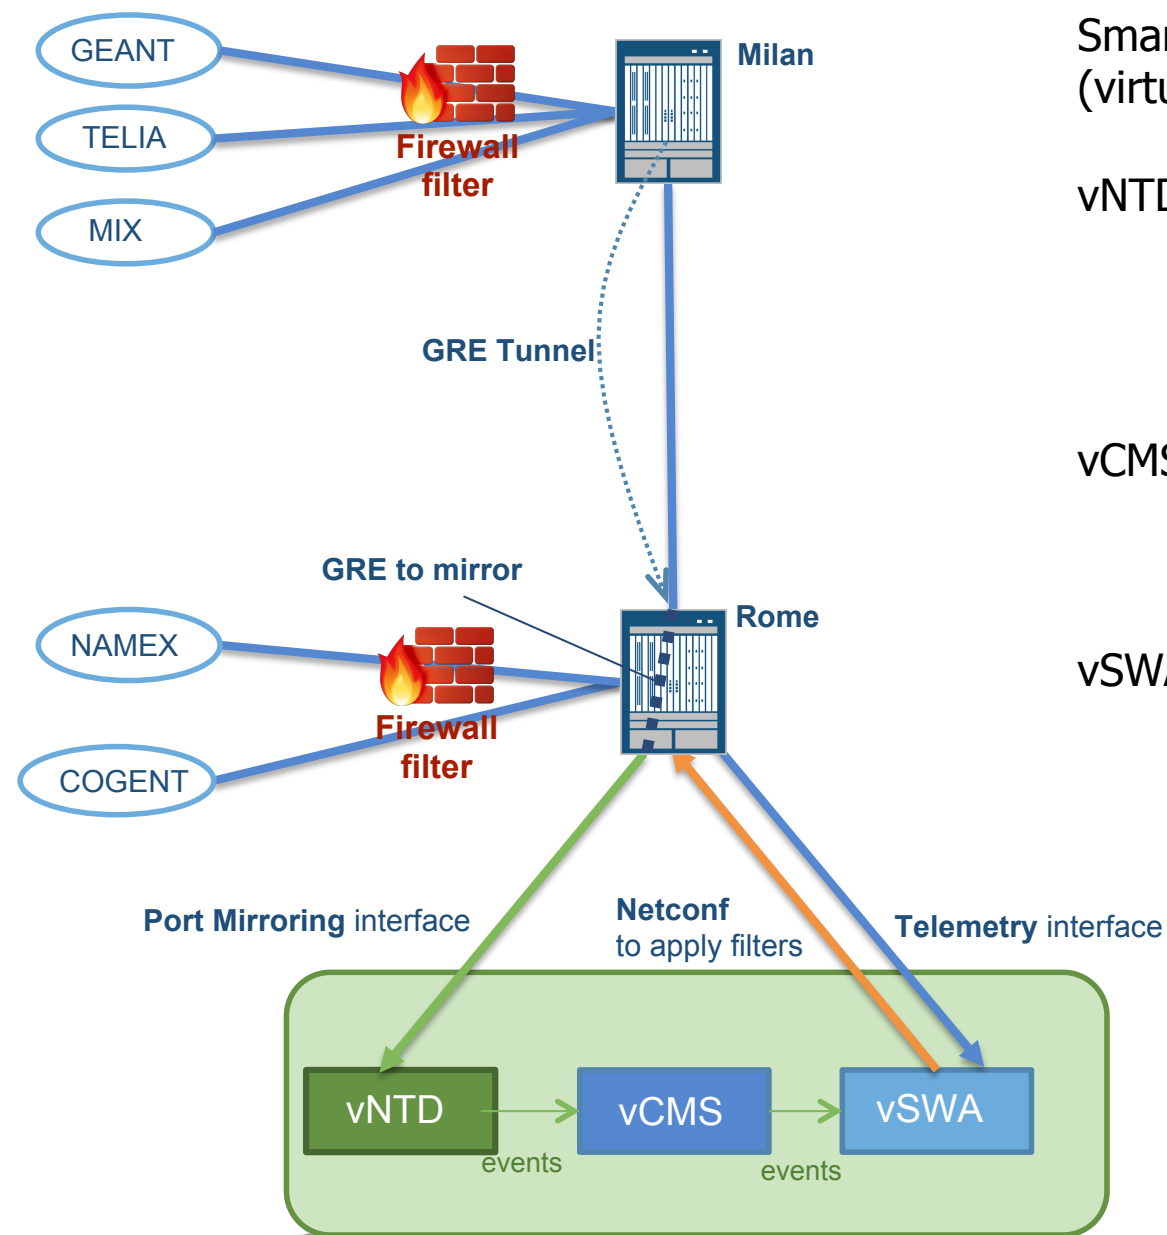 GEANT
TELIA
MIX
Firewall
filter
Milan
GRE Tunnel
GRE to mirror
NAMEX
COGENT
Firewall
filter
Rome
Port Mirroring interface
Netconf
to apply filters
Telemetry interface
vNTD
events
vCMS
events
vSWA